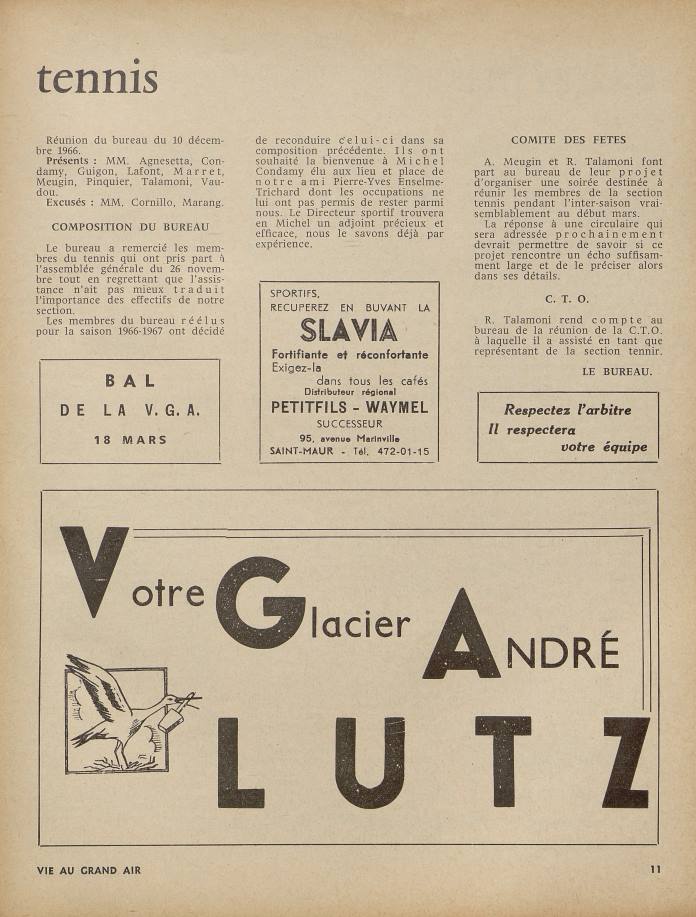 tennis
Réunion du bureau du 10 décem-
bre 1966.
Présents : MM. Agnesetta, Con-
damy, Guigon, Lafont, Marret,
Meugin, Pinquier, Talamoni, Vau-
dou.
Excusés : MM. Cornillo, Marang.
COMPOSITION DU BUREAU
Le bureau a remercié les mem-
bres du tennis qui ont pris part à
l'assemblée générale du 26 novem-
bre tout en regrettant que l'assis-
tance n'ait pas mieux traduit
l'importance des effectifs de notre
section.
Les membres du bureau réélus
pour la saison 1966-1967 ont décidé
de reconduire celui-ci dans sa
composition précédente. Ils ont
souhaité la bienvenue à Michel
Condamy élu aux lieu et place de
notre ami Pierre-Yves Enselme-
Trichard dont les occupations ne
lui ont pas permis de rester parmi
nous. Le Directeur sportif trouvera
en Michel un adjoint précieux et
efficace, nous le savons déjà par
expérience.
COMITE DES FETES
A. Meugin et R. Talamoni font
part au bureau de leur projet
d'organiser une soirée destinée à
réunir les membres de la section
tennis pendant l'inter-saison vrai-
semblablement au début mars.
La réponse à une circulaire qui
sera adressée prochainement
devrait permettre de savoir si ce
projet rencontre un écho suffisam-
ment large et de le préciser alors
dans ses détails.
C. T. O.
R. Talamoni rend compte au
bureau de la réunion de la C.T.O.
à laquelle il a assisté en tant que
représentant de la section tennir.
LE BUREAU.
BAL
DE LA V.G.A.
18 MARS
SPORTIFS,
RECUPEREZ EN BUVANT LA
SLAVIA
Fortifiante et réconfortante
Exigez-la
dans tous les cafés
Distributeur régional
PETITFILS - WAYMEL
SUCCESSEUR
95, avenue Marinville
SAINT-MAUR - Tél. 472-01-15
Respectez l'arbitre
Il respectera
votre équipe
Votre Glacier ANDRÉ
LUTZ
VIE AU GRAND AIR
11